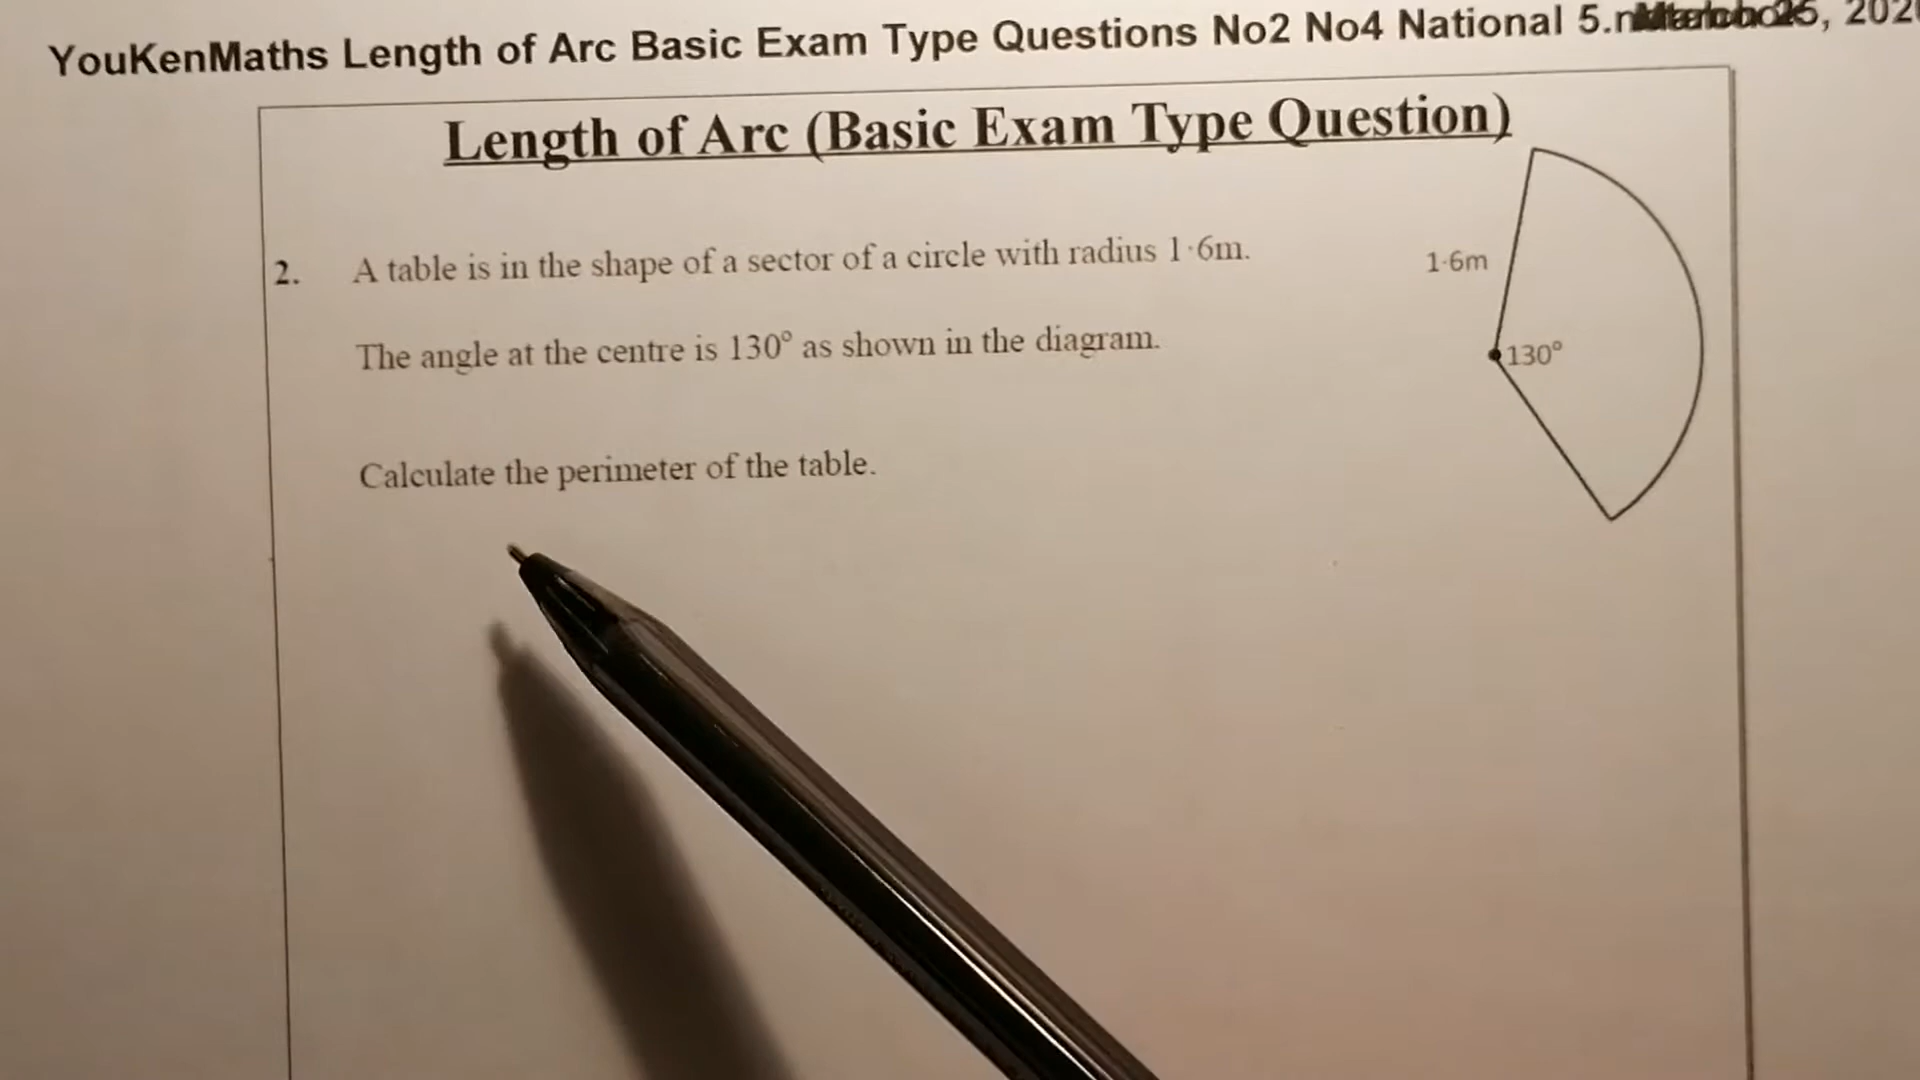 YouKenMaths Length of Arc Basic Exam Type Questions No2 No4 National 5.
Length of Arc (Basic Exam Type Question)
2. A table is in the shape of a sector of a circle with radius 1·6m.
1·6m
The angle at the centre is 130° as shown in the diagram.
130°
Calculate the perimeter of the table.